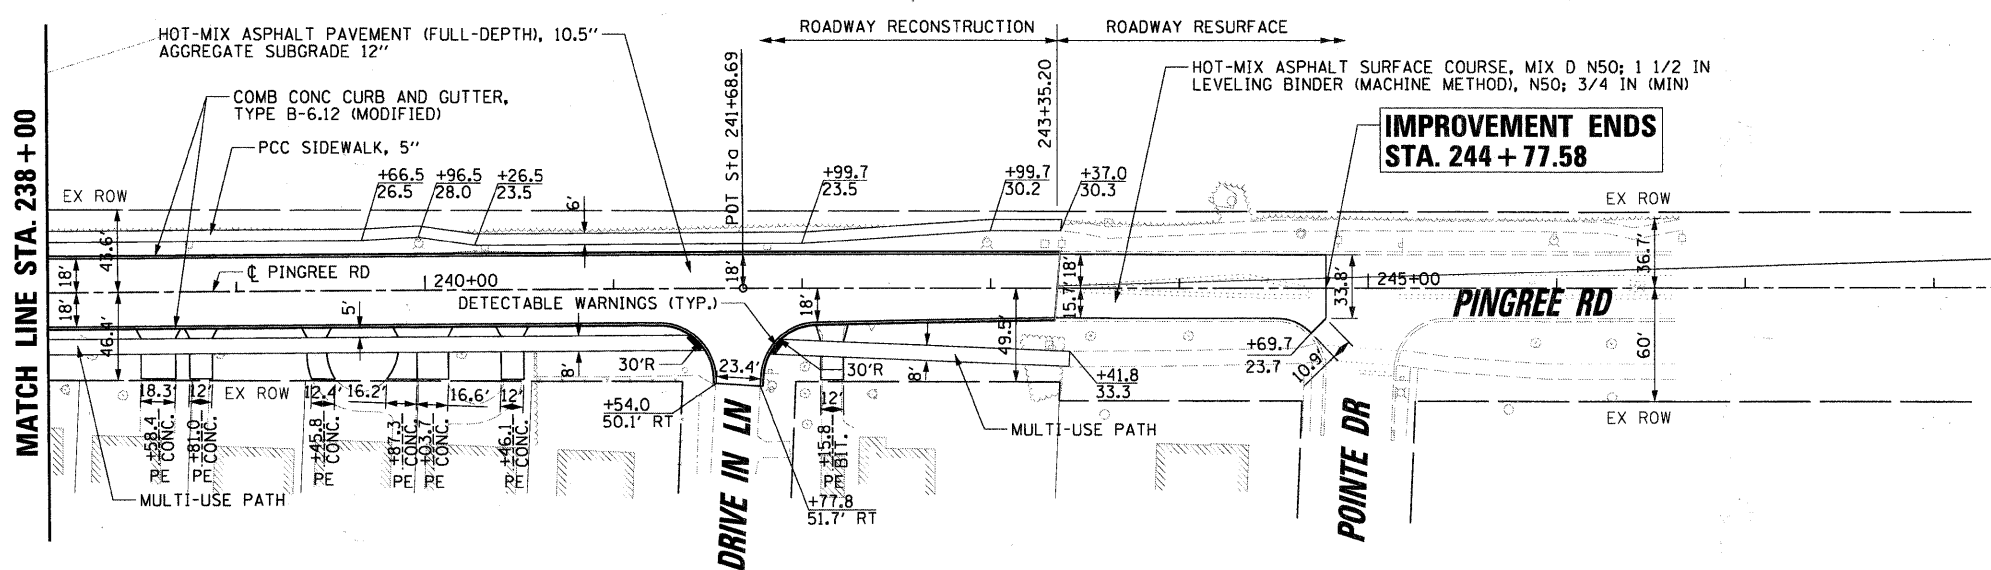 ROADWAY RECONSTRUCTION
ROADWAY RESURFACE
HOT-MIX ASPHALT PAVEMENT (FULL-DEPTH), 10.5"
AGGREGATE SUBGRADE 12"
COMB CONC CURB AND GUTTER,
TYPE B-6.12 (MODIFIED)
PCC SIDEWALK, 5"
POT Sta 241+68.69
243+35.20
HOT-MIX ASPHALT SURFACE COURSE, MIX D N50; 1 1/2 IN
LEVELING BINDER (MACHINE METHOD), N50; 3/4 IN (MIN)
IMPROVEMENT ENDS
STA. 244+77.58
MATCH LINE STA. 238+00
EX ROW
+66.5
26.5
+96.5
28.0
+26.5
23.5
6'
+99.7
23.5
+99.7
30.2
+37.0
30.3
EX ROW
43.6'
18'
℄ PINGREE RD
240+00
18'
18'
33.8'
245+00
36.7'
PINGREE RD
18'
46.4'
5'
DETECTABLE WARNINGS (TYP.)
18'
49.5'
15.7'
60'
8'
30'R
23.4'
30'R
8'
+69.7
23.7
10.9'
+41.8
33.3
18.3'
12'
EX ROW
12.4'
16.2'
16.6'
12'
+54.0
50.1' RT
12'
MULTI-USE PATH
EX ROW
+58.4
PE CONC.
+81.0
PE CONC.
+45.8
PE CONC.
+87.3
PE CONC.
+03.7
PE CONC.
+46.1
PE CONC.
+15.8
PE BIT.
MULTI-USE PATH
+77.8
51.7' RT
DRIVE IN LN
POINTE DR